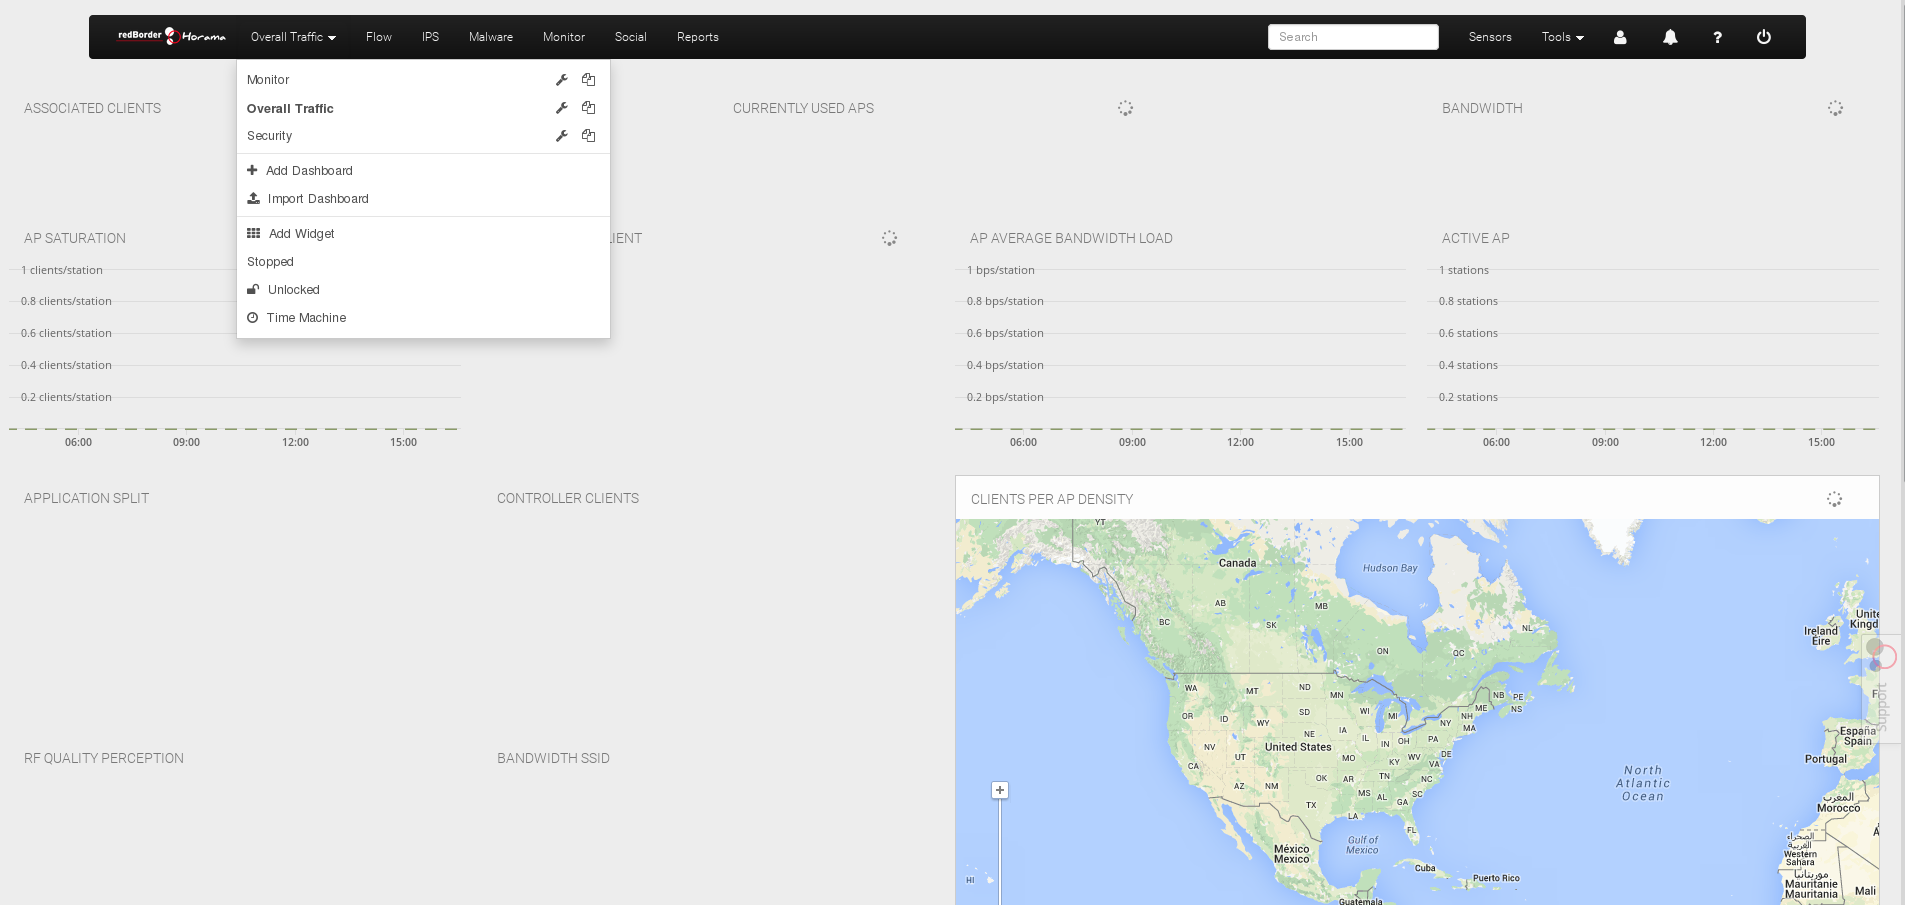 redBorder Horama Overall Traffic Flow IPS Malware Monitor Social Reports Search Sensors Tools ?
Monitor
Overall Traffic
Security
Add Dashboard
Import Dashboard
Add Widget
Stopped
Unlocked
Time Machine
ASSOCIATED CLIENTS CURRENTLY USED APS BANDWIDTH
AP SATURATION
1 clients/station
0.8 clients/station
0.6 clients/station
0.4 clients/station
0.2 clients/station
06:00 09:00 12:00 15:00
LIENT
AP AVERAGE BANDWIDTH LOAD
1 bps/station
0.8 bps/station
0.6 bps/station
0.4 bps/station
0.2 bps/station
06:00 09:00 12:00 15:00
ACTIVE AP
1 stations
0.8 stations
0.6 stations
0.4 stations
0.2 stations
06:00 09:00 12:00 15:00
APPLICATION SPLIT
CONTROLLER CLIENTS
RF QUALITY PERCEPTION
BANDWIDTH SSID
CLIENTS PER AP DENSITY
YT
Canada
Hudson Bay
AB
MB
BC
SK
NL
ON
QC
Unite
Kingd
Ireland
Éire
WA
MT
ND
MN
NB
PE
NS
ME
OR
ID
WY
SD
WI
MI
NY
NH
MA
NE
IA
IL
IN
OH
PA
NV
UT
United States
MO
KY
WV
VA
DE
CA
OK
AR
TN
NC
AZ
NM
MS
AL
GA
SC
TX
LA
FL
Gulf of
Mexico
México
Mexico
HI
Cuba
Puerto Rico
Guatemala
North
Atlantic
Ocean
F
España
Spain
Portugal
المغرب
Morocco
الصحراء
الغربية
Western
Sahara
موريتانيا
Mauritanie
Mauritania
Mali
+
Support